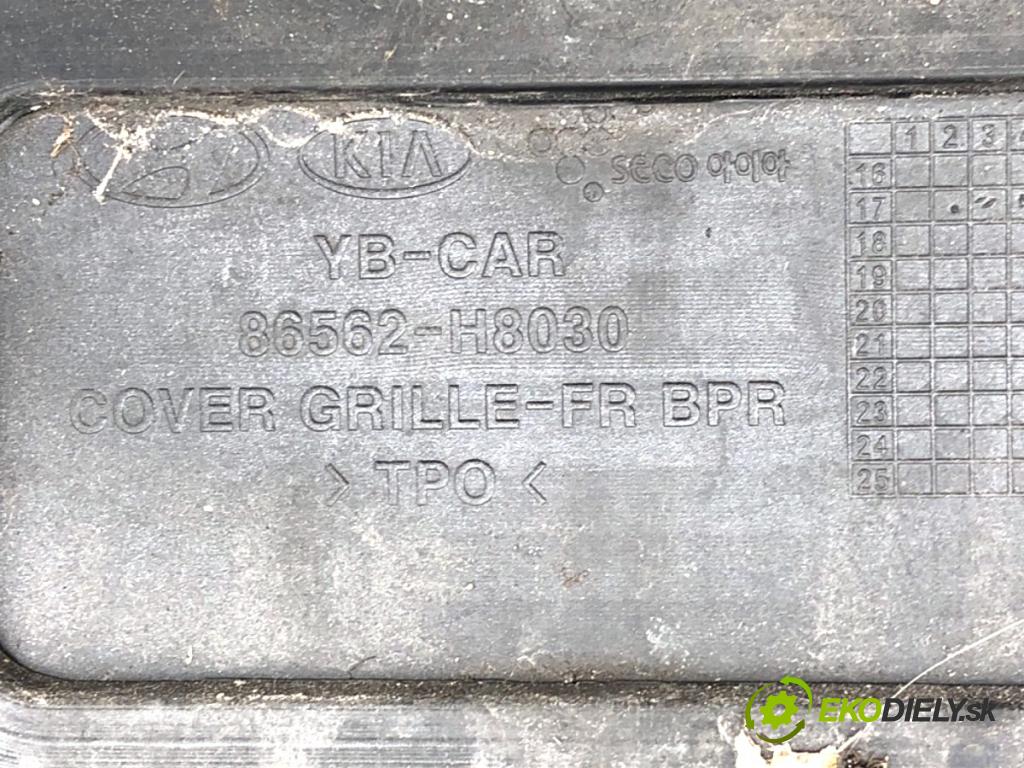 KIA seco 아이아
YB-CAR
86562-H8030
COVER GRILLE-FR BPR
> TPO <
1 2 3 4
16
17
18
19
20
21
22
23
24
25
EKODIELY.sk